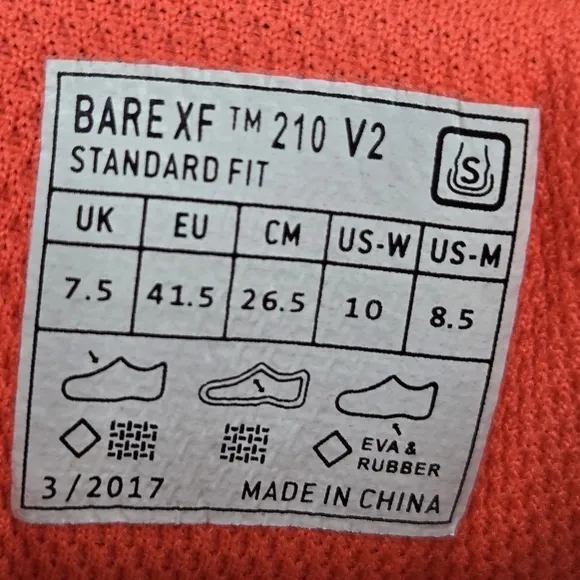 BARE XF ™ 210 V2
STANDARD FIT
S
UK EU CM US-W US-M
7.5 41.5 26.5 10 8.5
EVA &
RUBBER
3/2017 MADE IN CHINA